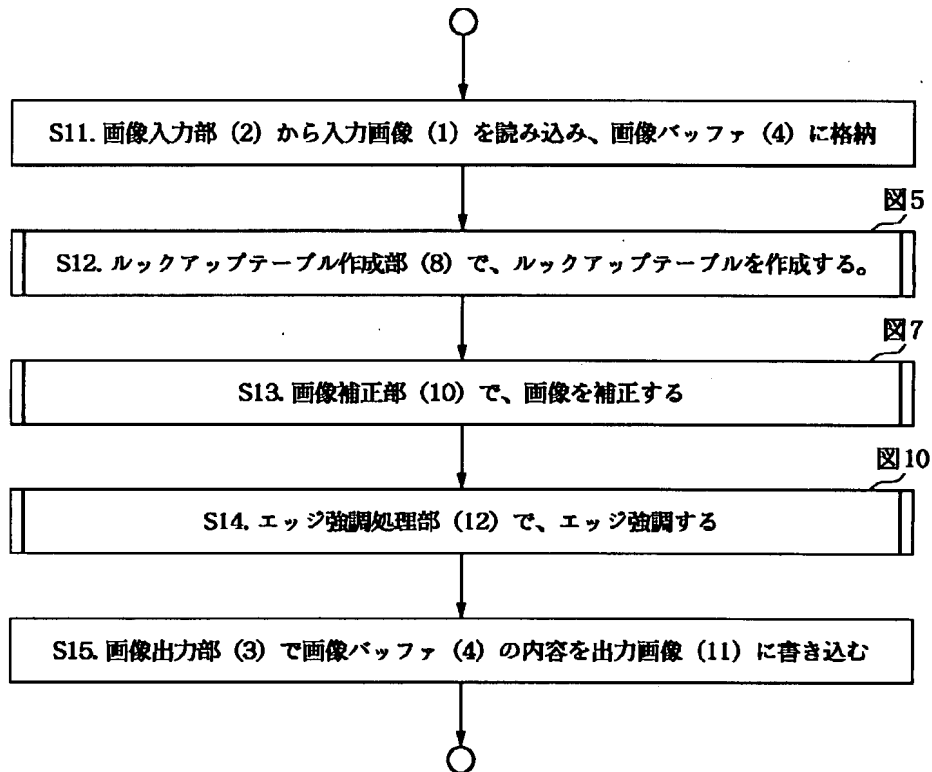 S11. 画像入力部 (2) から入力画像 (1) を読み込み、画像バッファ (4) に格納
図5
S12. ルックアップテーブル作成部 (8) で、ルックアップテーブルを作成する。
図7
S13. 画像補正部 (10) で、画像を補正する
図10
S14. エッジ強調処理部 (12) で、エッジ強調する
S15. 画像出力部 (3) で画像バッファ (4) の内容を出力画像 (11) に書き込む